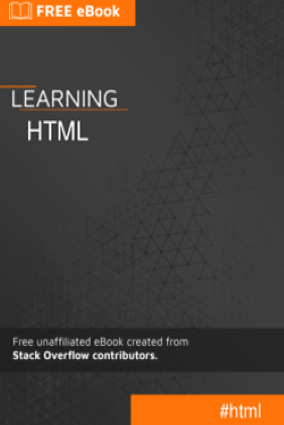 FREE eBook
LEARNING
HTML
Free unaffiliated eBook created from
Stack Overflow contributors.
#html